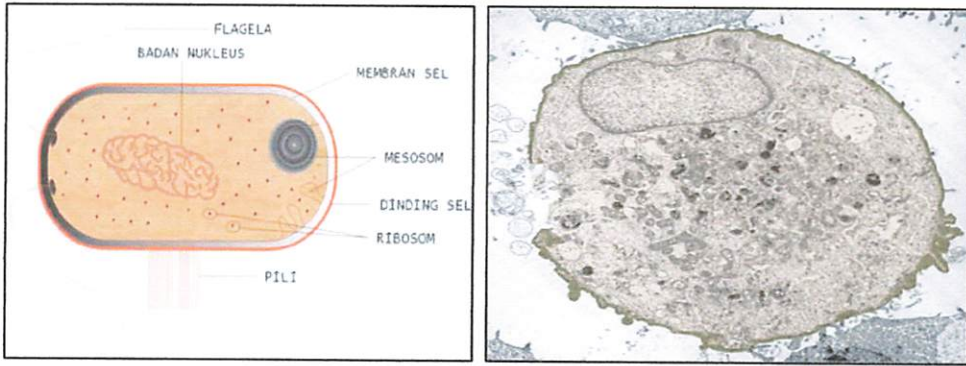 FLAGELA
BADAN NUKLEUS
MEMBRAN SEL
MESOSOM
DINDING SEL
RIBOSOM
PILI